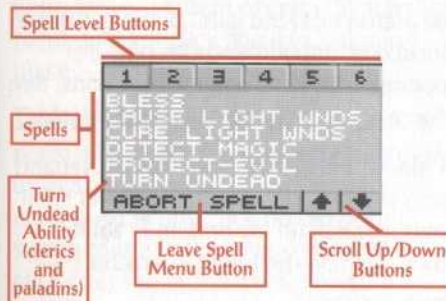 Spell Level Buttons
1 2 3 4 5 6
BLESS
CAUSE LIGHT WNDS
CURE LIGHT WNDS
DETECT MAGIC
PROTECT-EVIL
TURN UNDEAD
ABORT SPELL
Spells
Turn
Undead
Ability
(clerics
and
paladins)
Leave Spell
Menu Button
Scroll Up/Down
Buttons